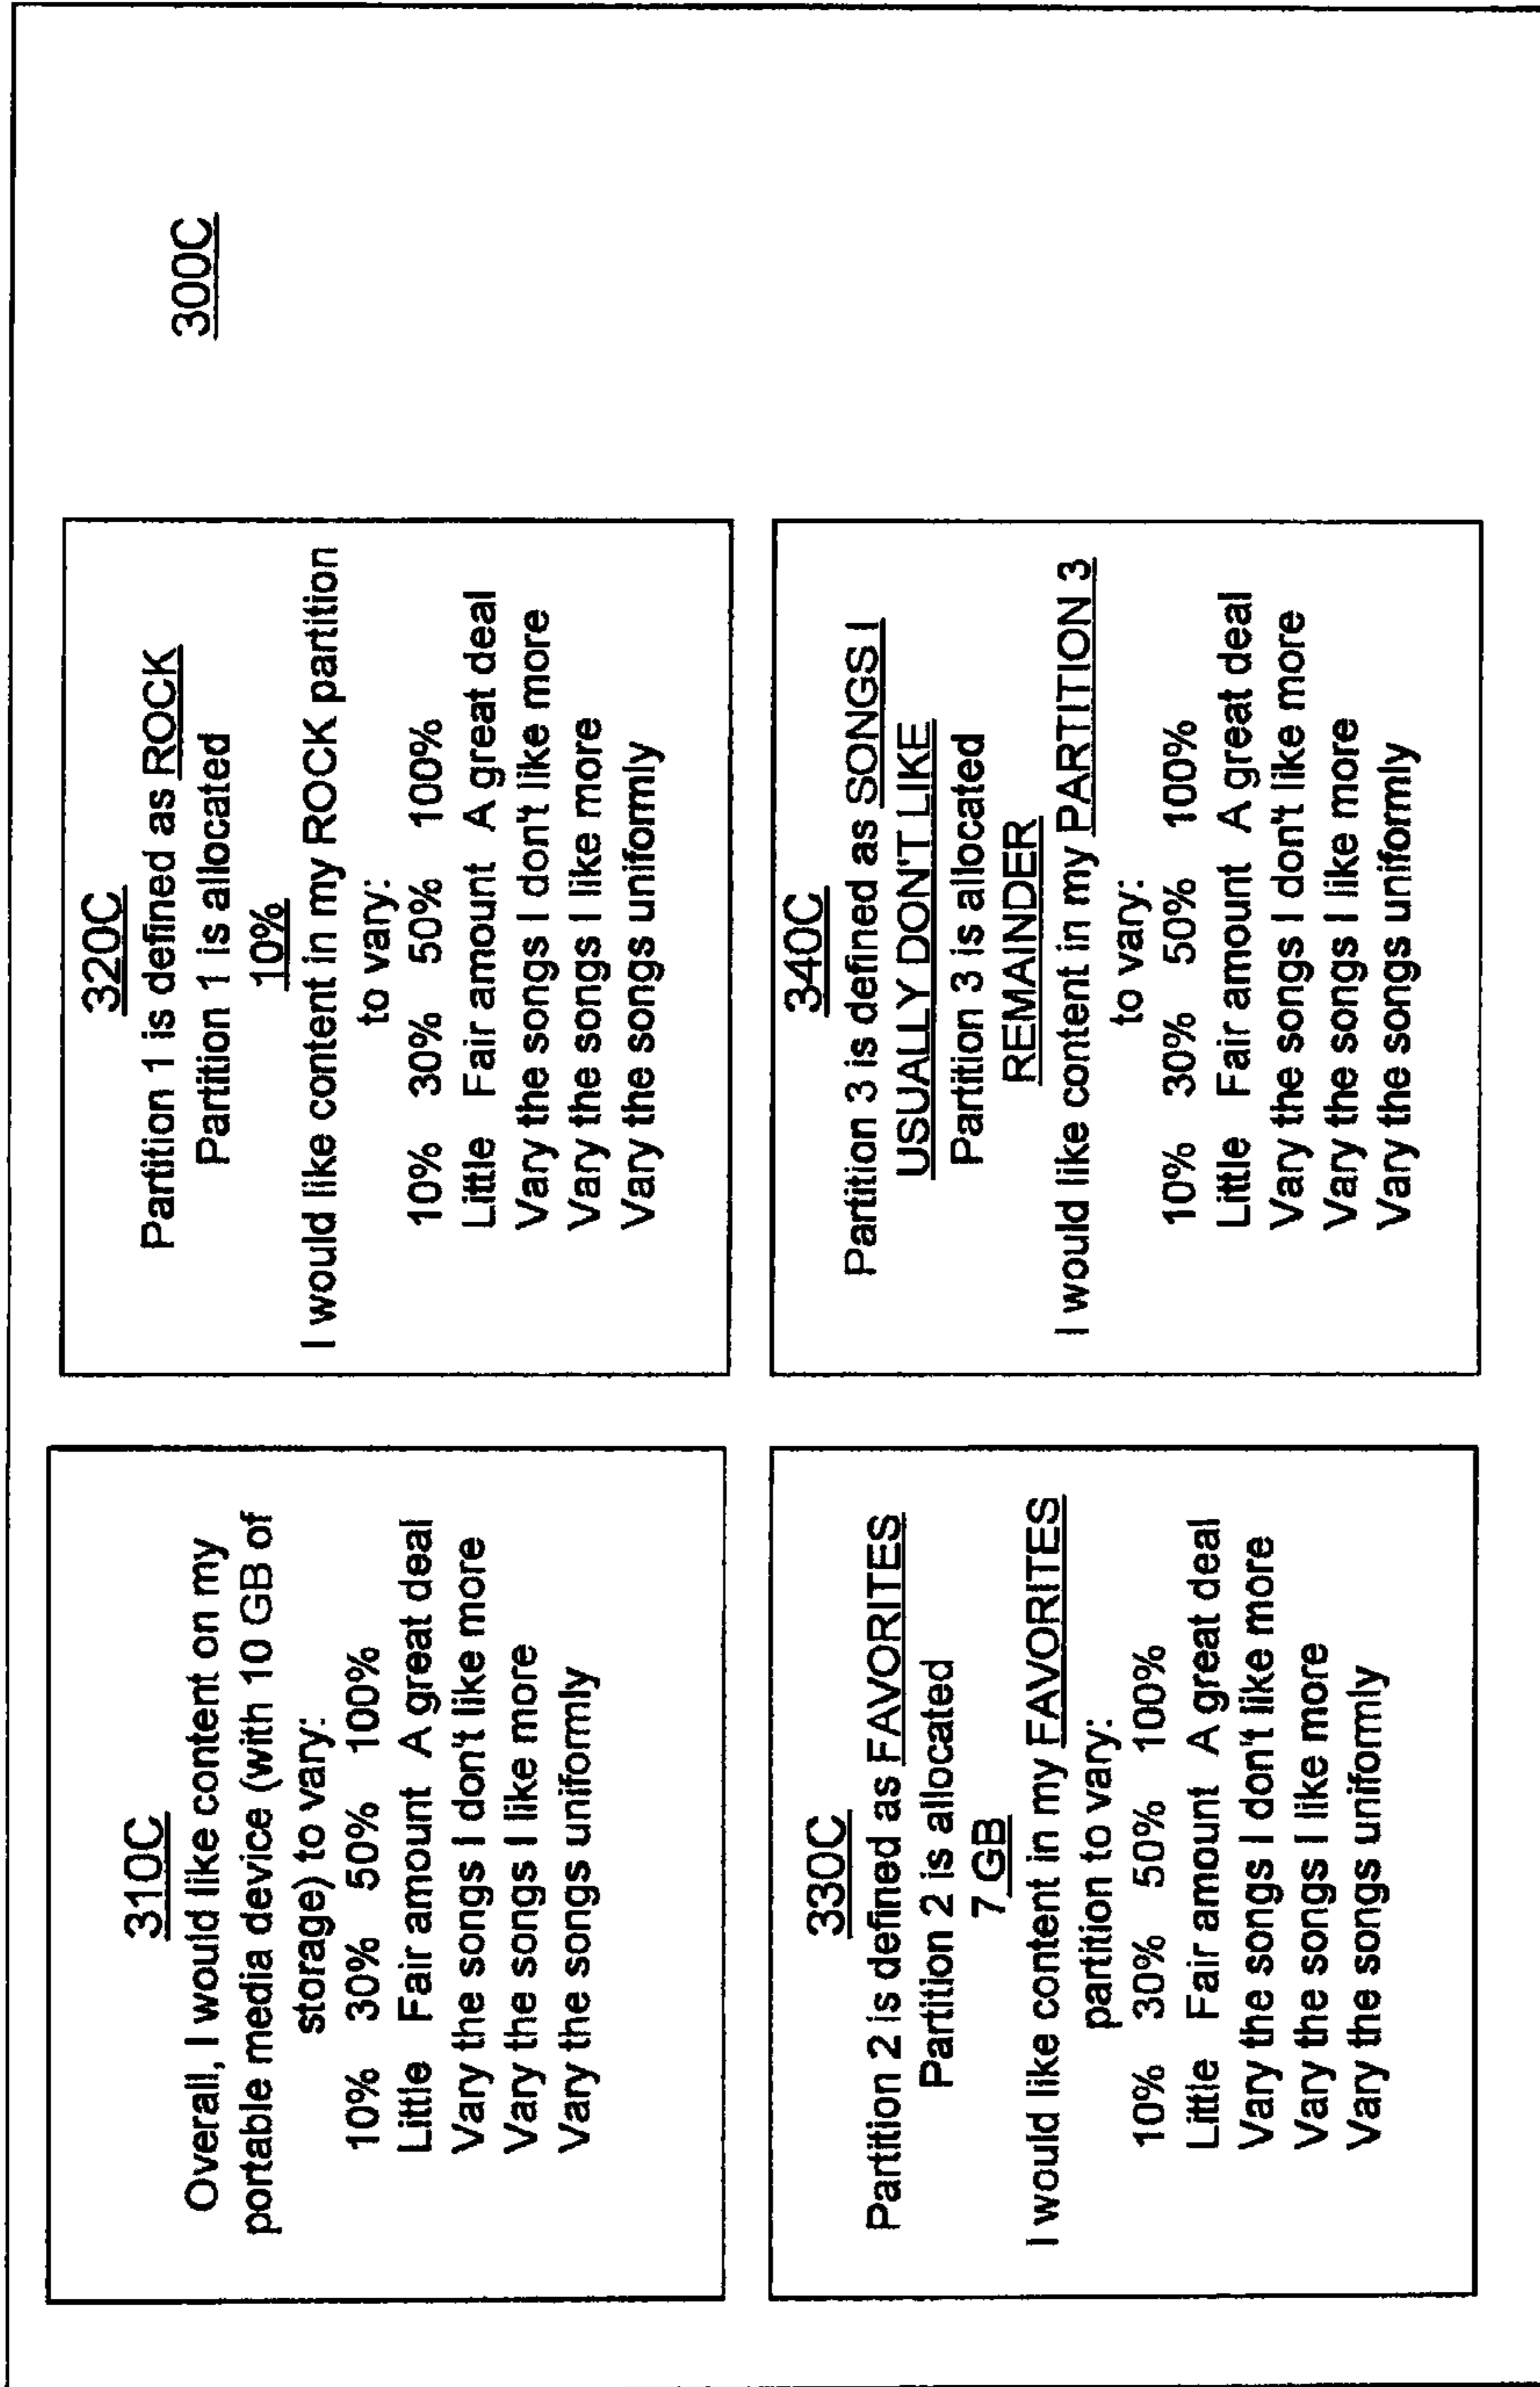 300C
310C
Overall, I would like content on my
portable media device (with 10 GB of
storage) to vary:
10% 30% 50% 100%
Little Fair amount A great deal
Vary the songs I don't like more
Vary the songs I like more
Vary the songs uniformly
320C
Partition 1 is defined as ROCK
Partition 1 is allocated
10%
I would like content in my ROCK partition
to vary:
10% 30% 50% 100%
Little Fair amount A great deal
Vary the songs I don't like more
Vary the songs I like more
Vary the songs uniformly
330C
Partition 2 is defined as FAVORITES
Partition 2 is allocated
7 GB
I would like content in my FAVORITES
partition to vary:
10% 30% 50% 100%
Little Fair amount A great deal
Vary the songs I don't like more
Vary the songs I like more
Vary the songs uniformly
340C
Partition 3 is defined as SONGS I
USUALLY DON'T LIKE
Partition 3 is allocated
REMAINDER
I would like content in my PARTITION 3
to vary:
10% 30% 50% 100%
Little Fair amount A great deal
Vary the songs I don't like more
Vary the songs I like more
Vary the songs uniformly